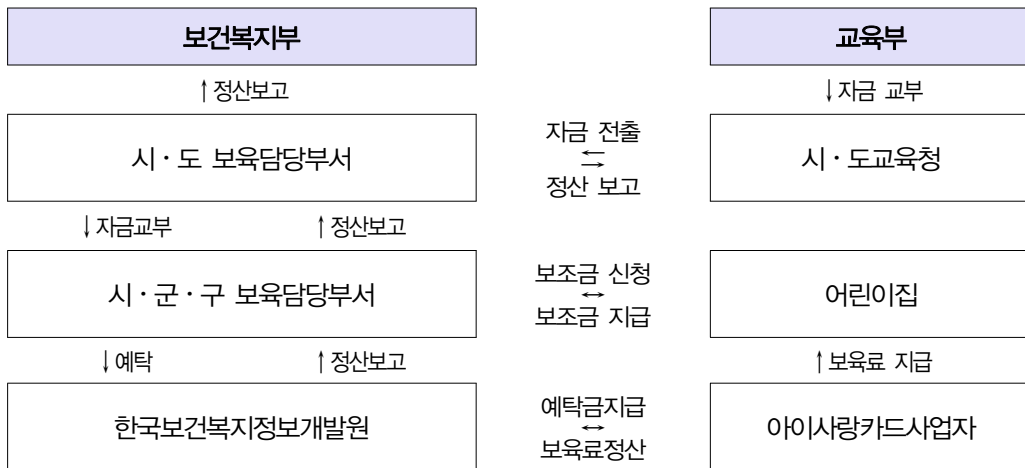 보건복지부
교육부
↑정산보고
↓자금 교부
시·도 보육담당부서
자금 전출
←
→
정산 보고
시·도교육청
↓자금교부
↑정산보고
시·군·구 보육담당부서
보조금 신청
↔
보조금 지급
어린이집
↓예탁
↑정산보고
↑보육료 지급
한국보건복지정보개발원
예탁금지급
↔
보육료정산
아이사랑카드사업자